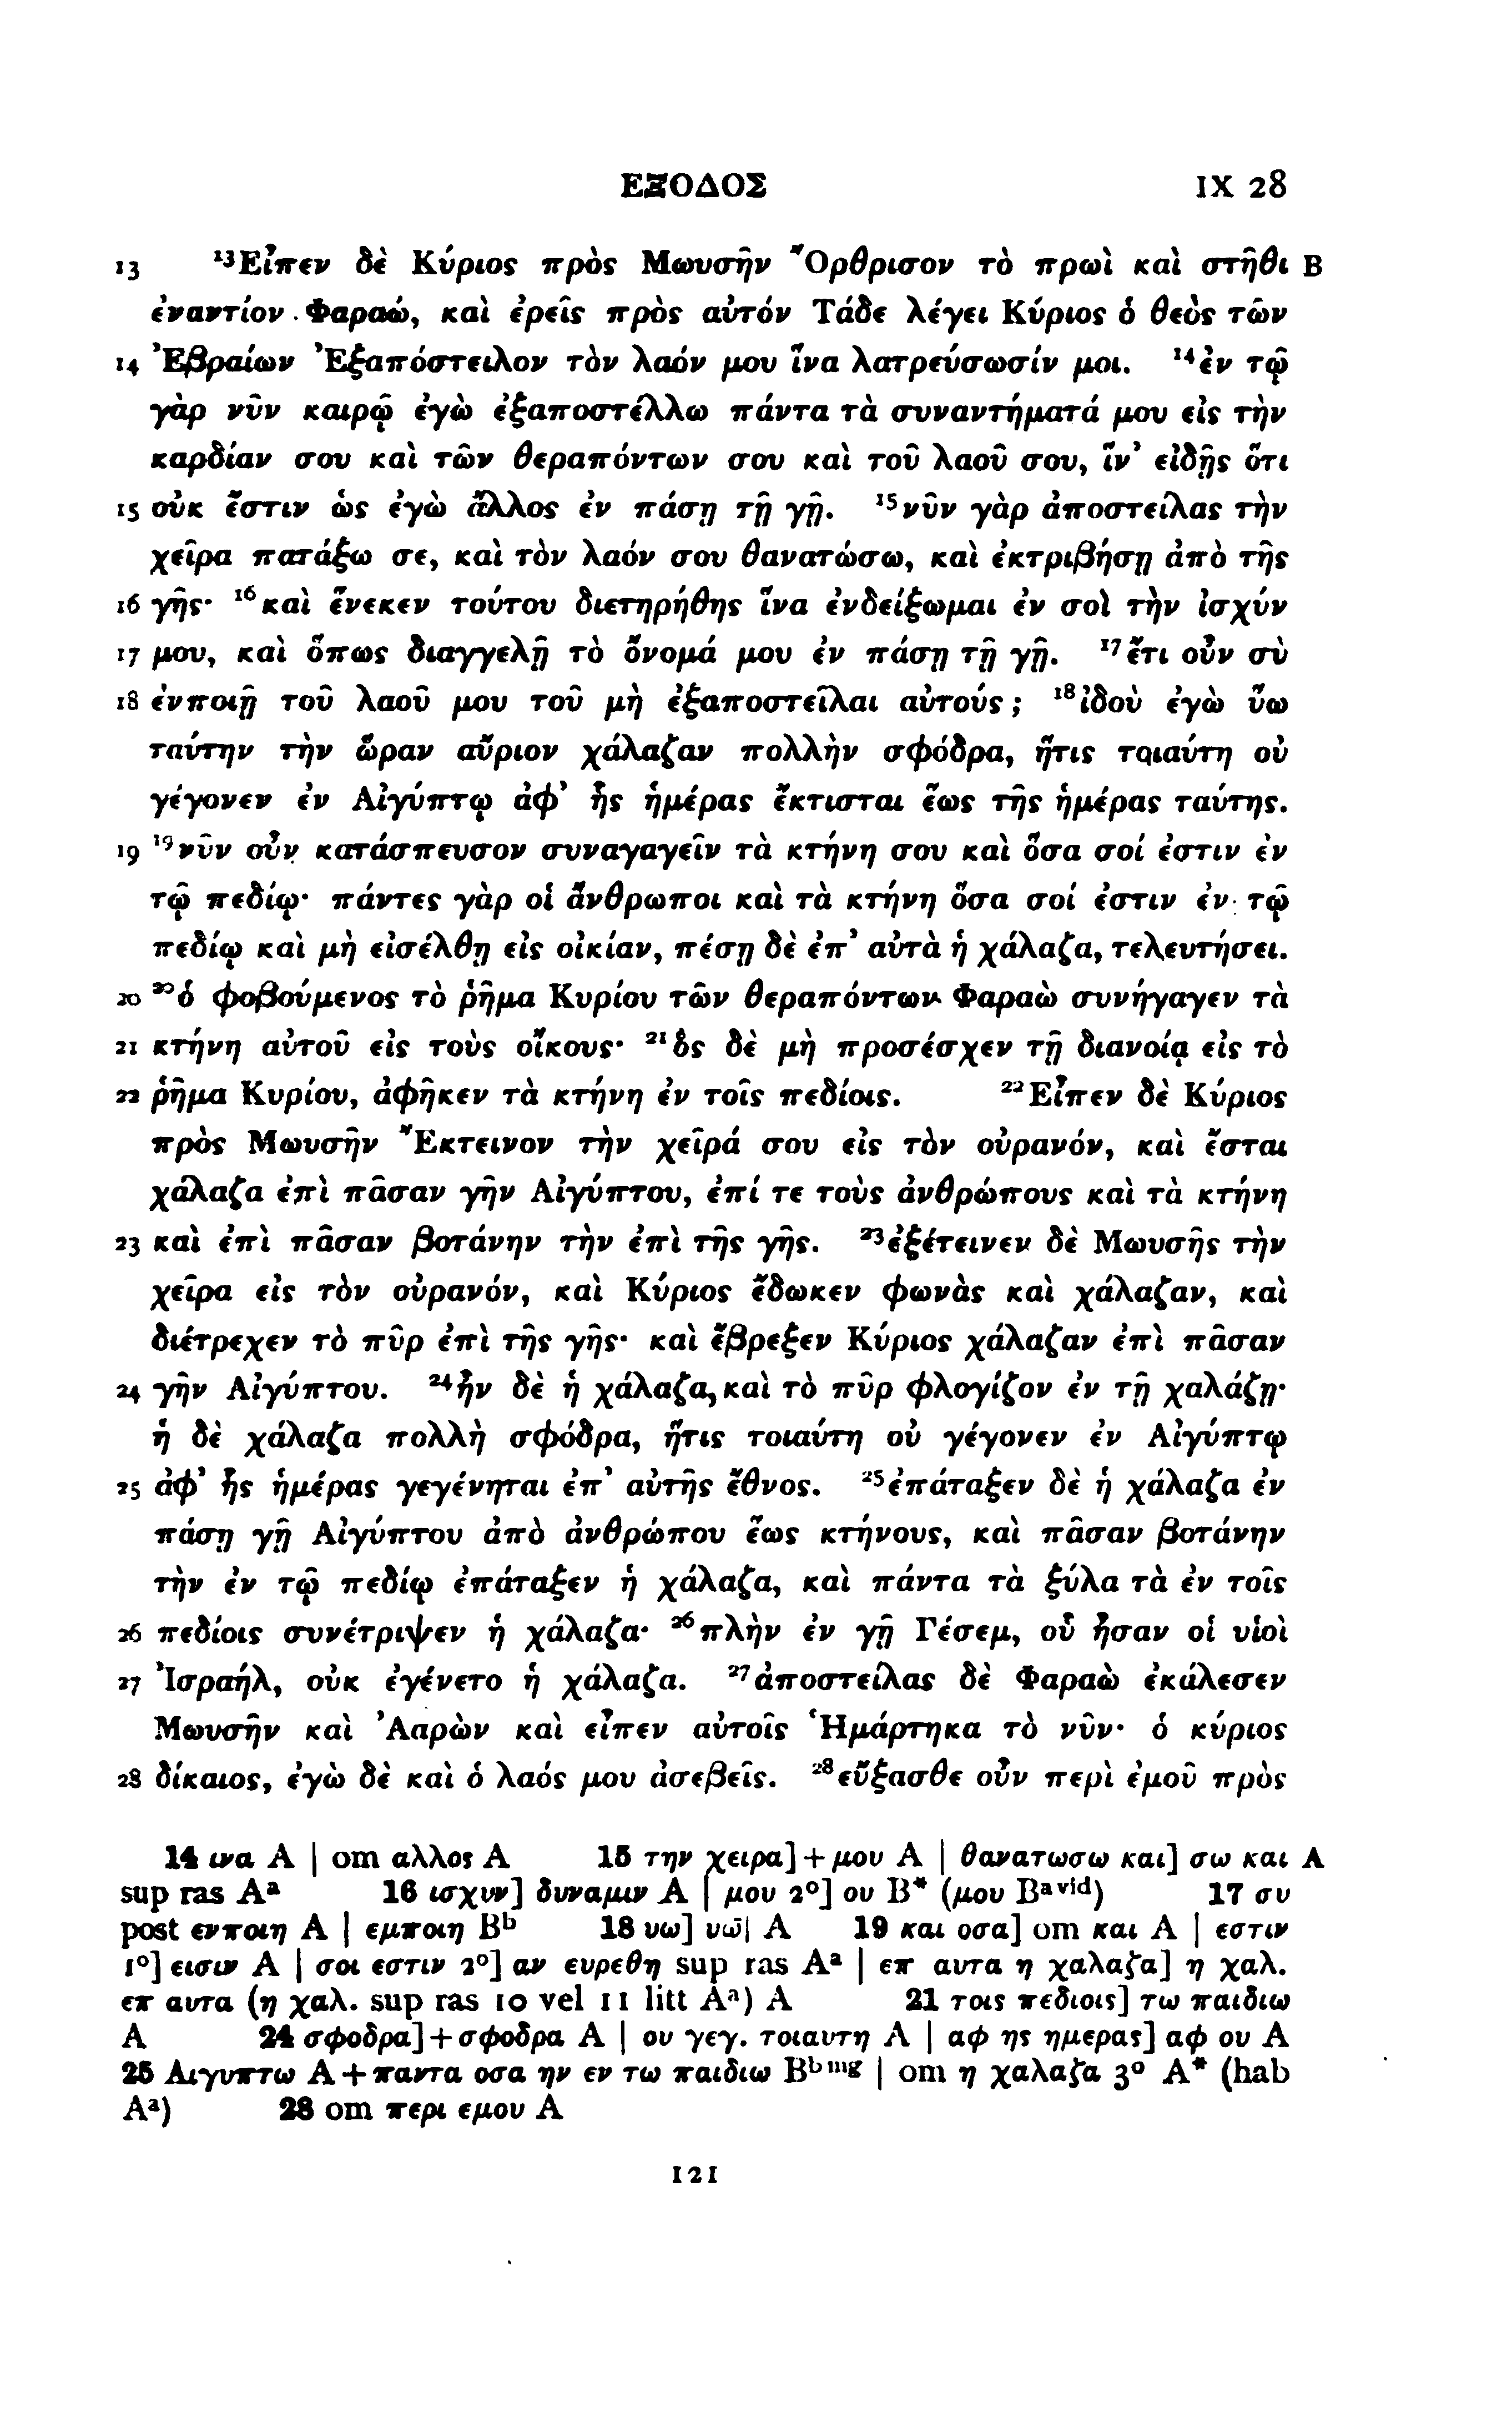 ΕΞΟΔΟΣ IX 28
13 ¹³Εἶπεν δὲ Κύριος πρὸς Μωυσῆν Ὄρθρισον τὸ πρωὶ καὶ στῆθι B
ἐναντίον Φαραώ, καὶ ἐρεῖς πρὸς αὐτόν Τάδε λέγει Κύριος ὁ θεὸς τῶν
14 Ἐβραίων Ἐξαπόστειλον τὸν λαόν μου ἵνα λατρεύσωσίν μοι. ¹⁴ἐν τῷ
γὰρ νῦν καιρῷ ἐγὼ ἐξαποστέλλω πάντα τὰ συναντήματά μου εἰς τὴν
καρδίαν σου καὶ τῶν θεραπόντων σου καὶ τοῦ λαοῦ σου, ἵν’ εἰδῇς ὅτι
15 οὐκ ἔστιν ὡς ἐγὼ ἄλλος ἐν πάσῃ τῇ γῇ. ¹⁵νῦν γὰρ ἀποστείλας τὴν
χεῖρα πατάξω σε, καὶ τὸν λαόν σου θανατώσω, καὶ ἐκτριβήσῃ ἀπὸ τῆς
16 γῆς· ¹⁶καὶ ἕνεκεν τούτου διετηρήθης ἵνα ἐνδείξωμαι ἐν σοὶ τὴν ἰσχύν
17 μου, καὶ ὅπως διαγγελῇ τὸ ὄνομά μου ἐν πάσῃ τῇ γῇ. ¹⁷ἔτι οὖν σὺ
18 ἐνποιῇ τοῦ λαοῦ μου τοῦ μὴ ἐξαποστεῖλαι αὐτούς; ¹⁸ἰδοὺ ἐγὼ ὕω
ταύτην τὴν ὥραν αὔριον χάλαζαν πολλὴν σφόδρα, ἥτις τοιαύτη οὐ
γέγονεν ἐν Αἰγύπτῳ ἀφ’ ἧς ἡμέρας ἔκτισται ἕως τῆς ἡμέρας ταύτης.
19 ¹⁹νῦν οὖν κατάσπευσον συναγαγεῖν τὰ κτήνη σου καὶ ὅσα σοί ἐστιν ἐν
τῷ πεδίῳ· πάντες γὰρ οἱ ἄνθρωποι καὶ τὰ κτήνη ὅσα σοί ἐστιν ἐν τῷ
πεδίῳ καὶ μὴ εἰσέλθῃ εἰς οἰκίαν, πέσῃ δὲ ἐπ’ αὐτὰ ἡ χάλαζα, τελευτήσει.
20 ²⁰ὁ φοβούμενος τὸ ῥῆμα Κυρίου τῶν θεραπόντων Φαραὼ συνήγαγεν τὰ
21 κτήνη αὐτοῦ εἰς τοὺς οἴκους· ²¹ὃς δὲ μὴ προσέσχεν τῇ διανοίᾳ εἰς τὸ
22 ῥῆμα Κυρίου, ἀφῆκεν τὰ κτήνη ἐν τοῖς πεδίοις. ²²Εἶπεν δὲ Κύριος
πρὸς Μωυσῆν Ἔκτεινον τὴν χεῖρά σου εἰς τὸν οὐρανόν, καὶ ἔσται
χάλαζα ἐπὶ πᾶσαν γῆν Αἰγύπτου, ἐπί τε τοὺς ἀνθρώπους καὶ τὰ κτήνη
23 καὶ ἐπὶ πᾶσαν βοτάνην τὴν ἐπὶ τῆς γῆς. ²³ἐξέτεινεν δὲ Μωυσῆς τὴν
χεῖρα εἰς τὸν οὐρανόν, καὶ Κύριος ἔδωκεν φωνὰς καὶ χάλαζαν, καὶ
διέτρεχεν τὸ πῦρ ἐπὶ τῆς γῆς· καὶ ἔβρεξεν Κύριος χάλαζαν ἐπὶ πᾶσαν
24 γῆν Αἰγύπτου. ²⁴ἦν δὲ ἡ χάλαζα, καὶ τὸ πῦρ φλογίζον ἐν τῇ χαλάζῃ·
ἡ δὲ χάλαζα πολλὴ σφόδρα, ἥτις τοιαύτη οὐ γέγονεν ἐν Αἰγύπτῳ
25 ἀφ’ ἧς ἡμέρας γεγένηται ἐπ’ αὐτῆς ἔθνος. ²⁵ἐπάταξεν δὲ ἡ χάλαζα ἐν
πάσῃ γῇ Αἰγύπτου ἀπὸ ἀνθρώπου ἕως κτήνους, καὶ πᾶσαν βοτάνην
τὴν ἐν τῷ πεδίῳ ἐπάταξεν ἡ χάλαζα, καὶ πάντα τὰ ξύλα τὰ ἐν τοῖς
26 πεδίοις συνέτριψεν ἡ χάλαζα· ²⁶πλὴν ἐν γῇ Γέσεμ, οὗ ἦσαν οἱ υἱοὶ
27 Ἰσραήλ, οὐκ ἐγένετο ἡ χάλαζα. ²⁷ἀποστείλας δὲ Φαραὼ ἐκάλεσεν
Μωυσῆν καὶ Ἀαρὼν καὶ εἶπεν αὐτοῖς Ἡμάρτηκα τὸ νῦν· ὁ κύριος
28 δίκαιος, ἐγὼ δὲ καὶ ὁ λαός μου ἀσεβεῖς. ²⁸εὔξασθε οὖν περὶ ἐμοῦ πρὸς
14 ινα A | om αλλος A 15 την χειρα]+μου A | θανατωσω και] σω και A
sup ras Aᵃ 16 ισχυν] δυναμιν A | μου 2º] ου B* (μου Bᵃᵛⁱᵈ) 17 συ
post ενποιη A | εμποιη Bᵇ 18 υω] υω̄| A 19 και οσα] om και A | εστιν
1º] εισιν A | σοι εστιν 2º] αν ευρεθη sup ras Aᵃ | επ αυτα η χαλαζα] η χαλ.
επ αυτα (η χαλ. sup ras 10 vel 11 litt Aᵃ) A 21 τοις πεδιοις] τω παιδιω
A 24 σφοδρα]+σφοδρα A | ου γεγ. τοιαυτη A | αφ ης ημερας] αφ ου A
25 Αιγυπτω A+παντα οσα ην εν τω παιδιω Bᵇᵐᵍ | om η χαλαζα 3º A* (hab
Aᵃ) 28 om περι εμου A
121